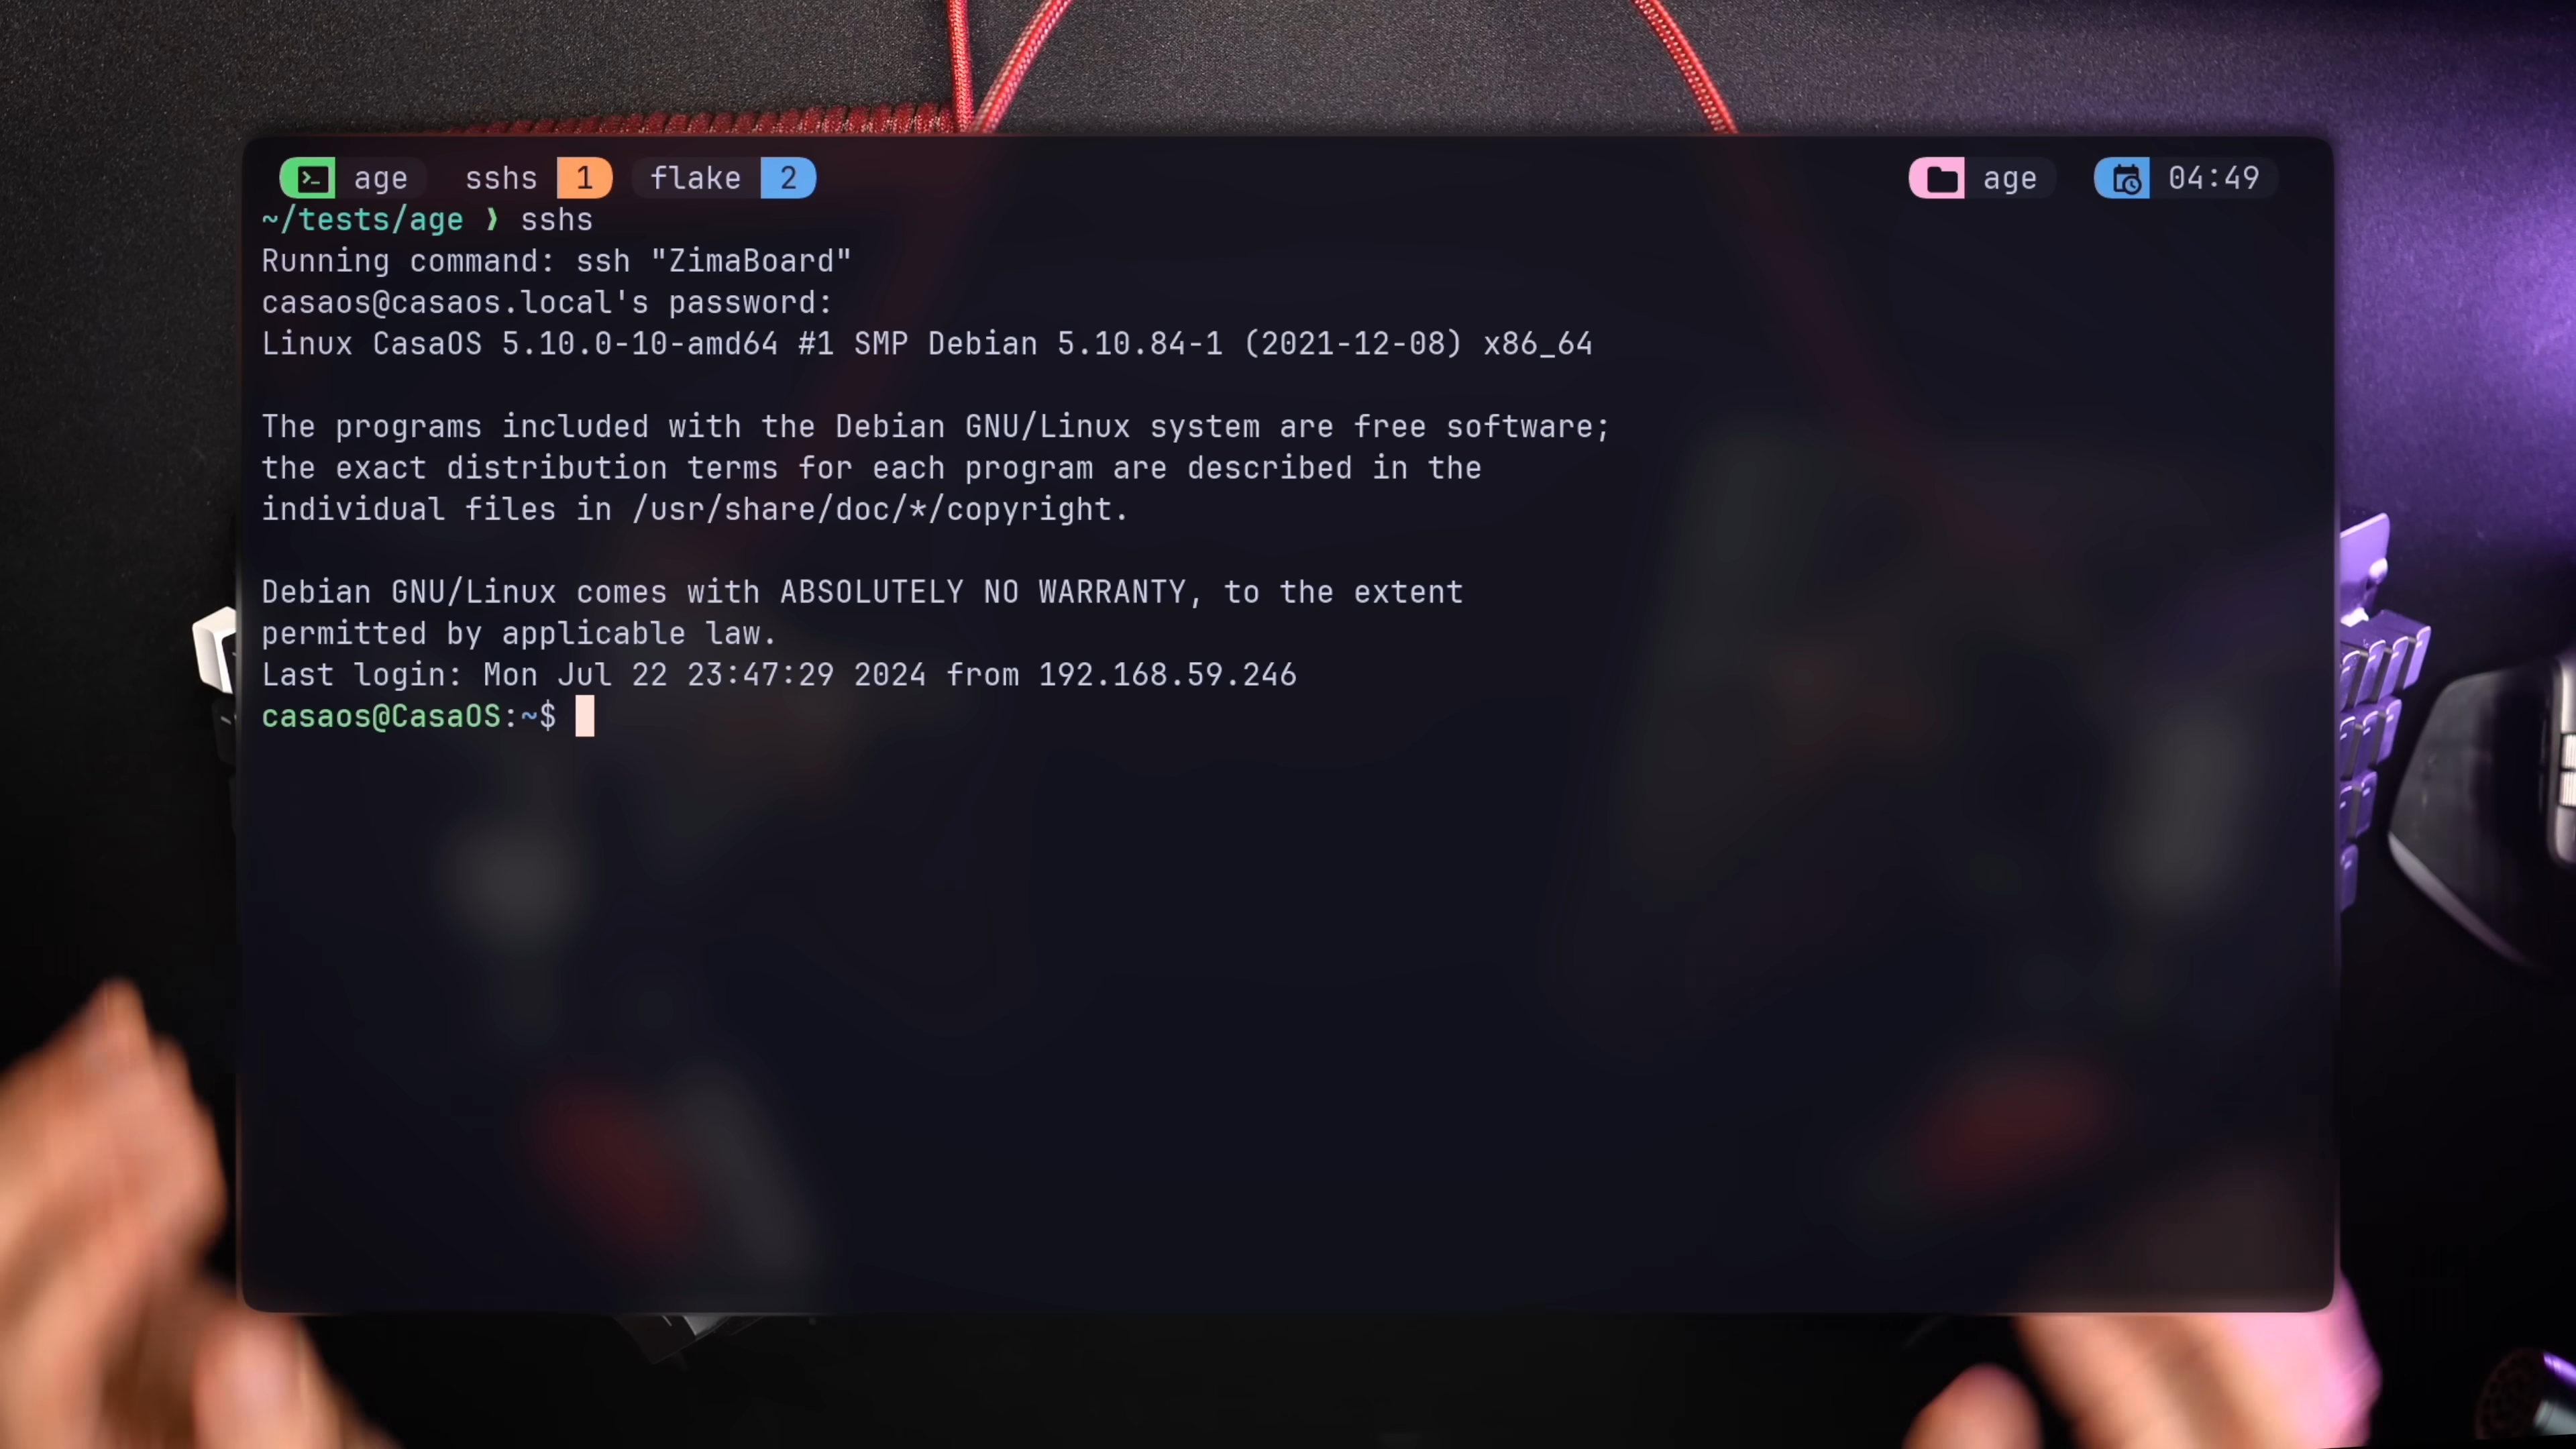 age sshs 1 flake 2 age 04:49
~/tests/age ❯ sshs
Running command: ssh "ZimaBoard"
casaos@casaos.local's password:
Linux CasaOS 5.10.0-10-amd64 #1 SMP Debian 5.10.84-1 (2021-12-08) x86_64
The programs included with the Debian GNU/Linux system are free software;
the exact distribution terms for each program are described in the
individual files in /usr/share/doc/*/copyright.
Debian GNU/Linux comes with ABSOLUTELY NO WARRANTY, to the extent
permitted by applicable law.
Last login: Mon Jul 22 23:47:29 2024 from 192.168.59.246
casaos@CasaOS:~$